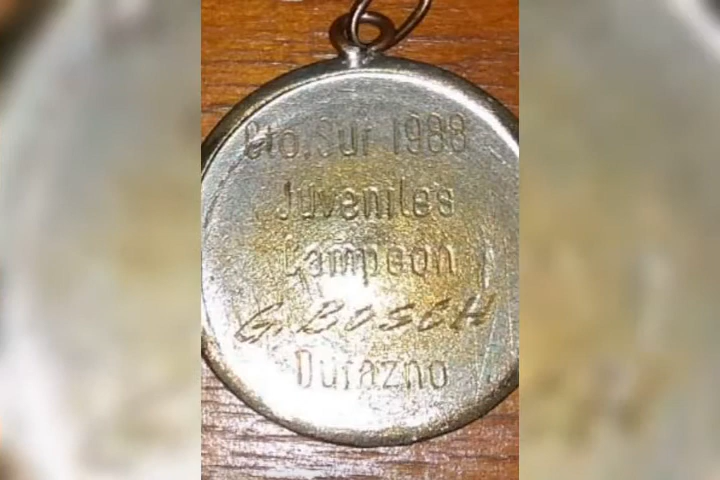 Cto.Sur 1988
Juveniles
Campeon
G. BOSCH
Durazno